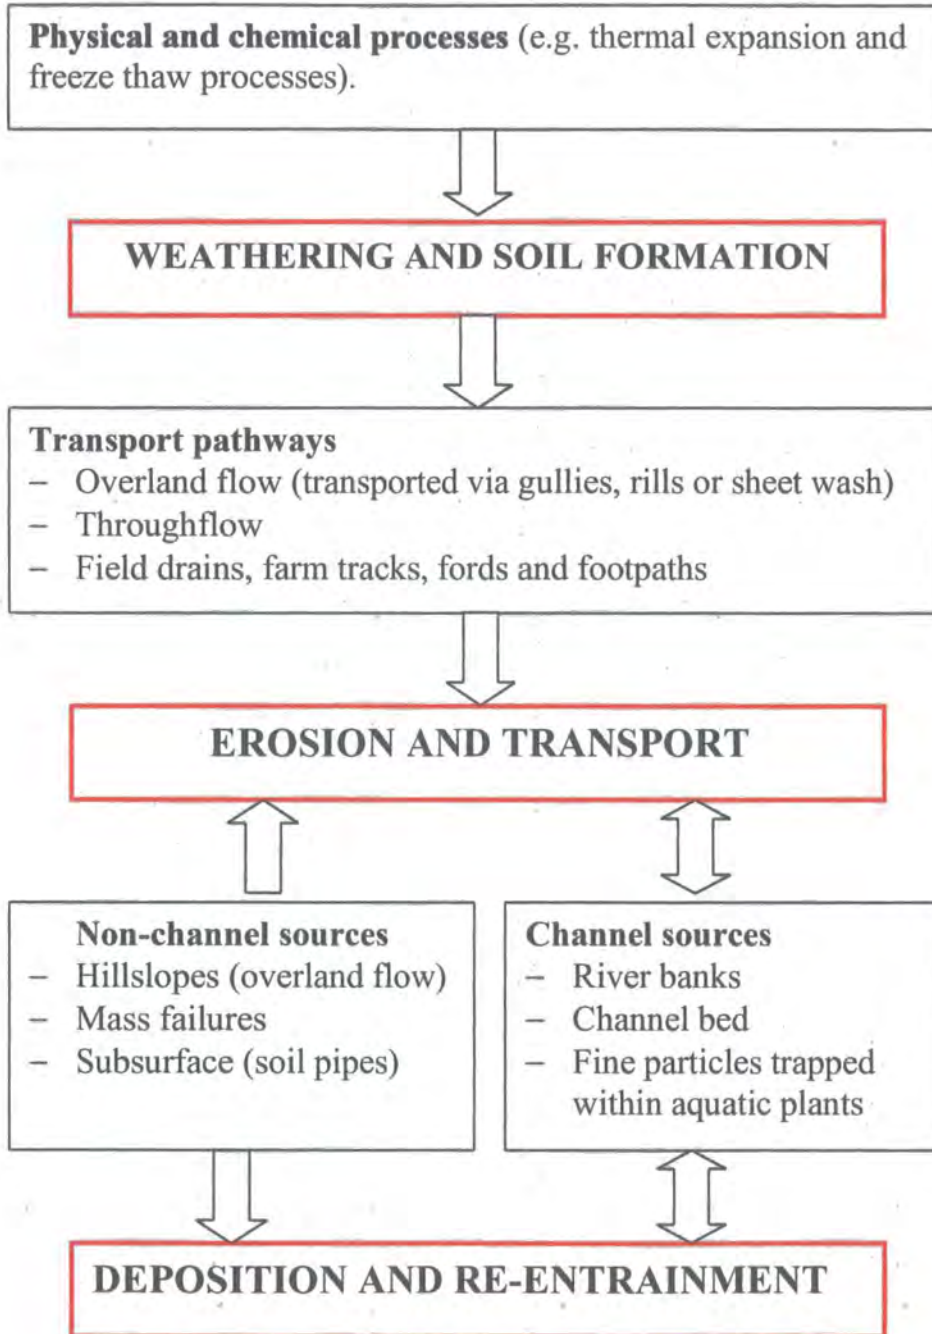 Physical and chemical processes (e.g. thermal expansion and
freeze thaw processes).
WEATHERING AND SOIL FORMATION
Transport pathways
– Overland flow (transported via gullies, rills or sheet wash)
– Throughflow
– Field drains, farm tracks, fords and footpaths
EROSION AND TRANSPORT
Non-channel sources
– Hillslopes (overland flow)
– Mass failures
– Subsurface (soil pipes)
Channel sources
– River banks
– Channel bed
– Fine particles trapped
within aquatic plants
DEPOSITION AND RE-ENTRAINMENT